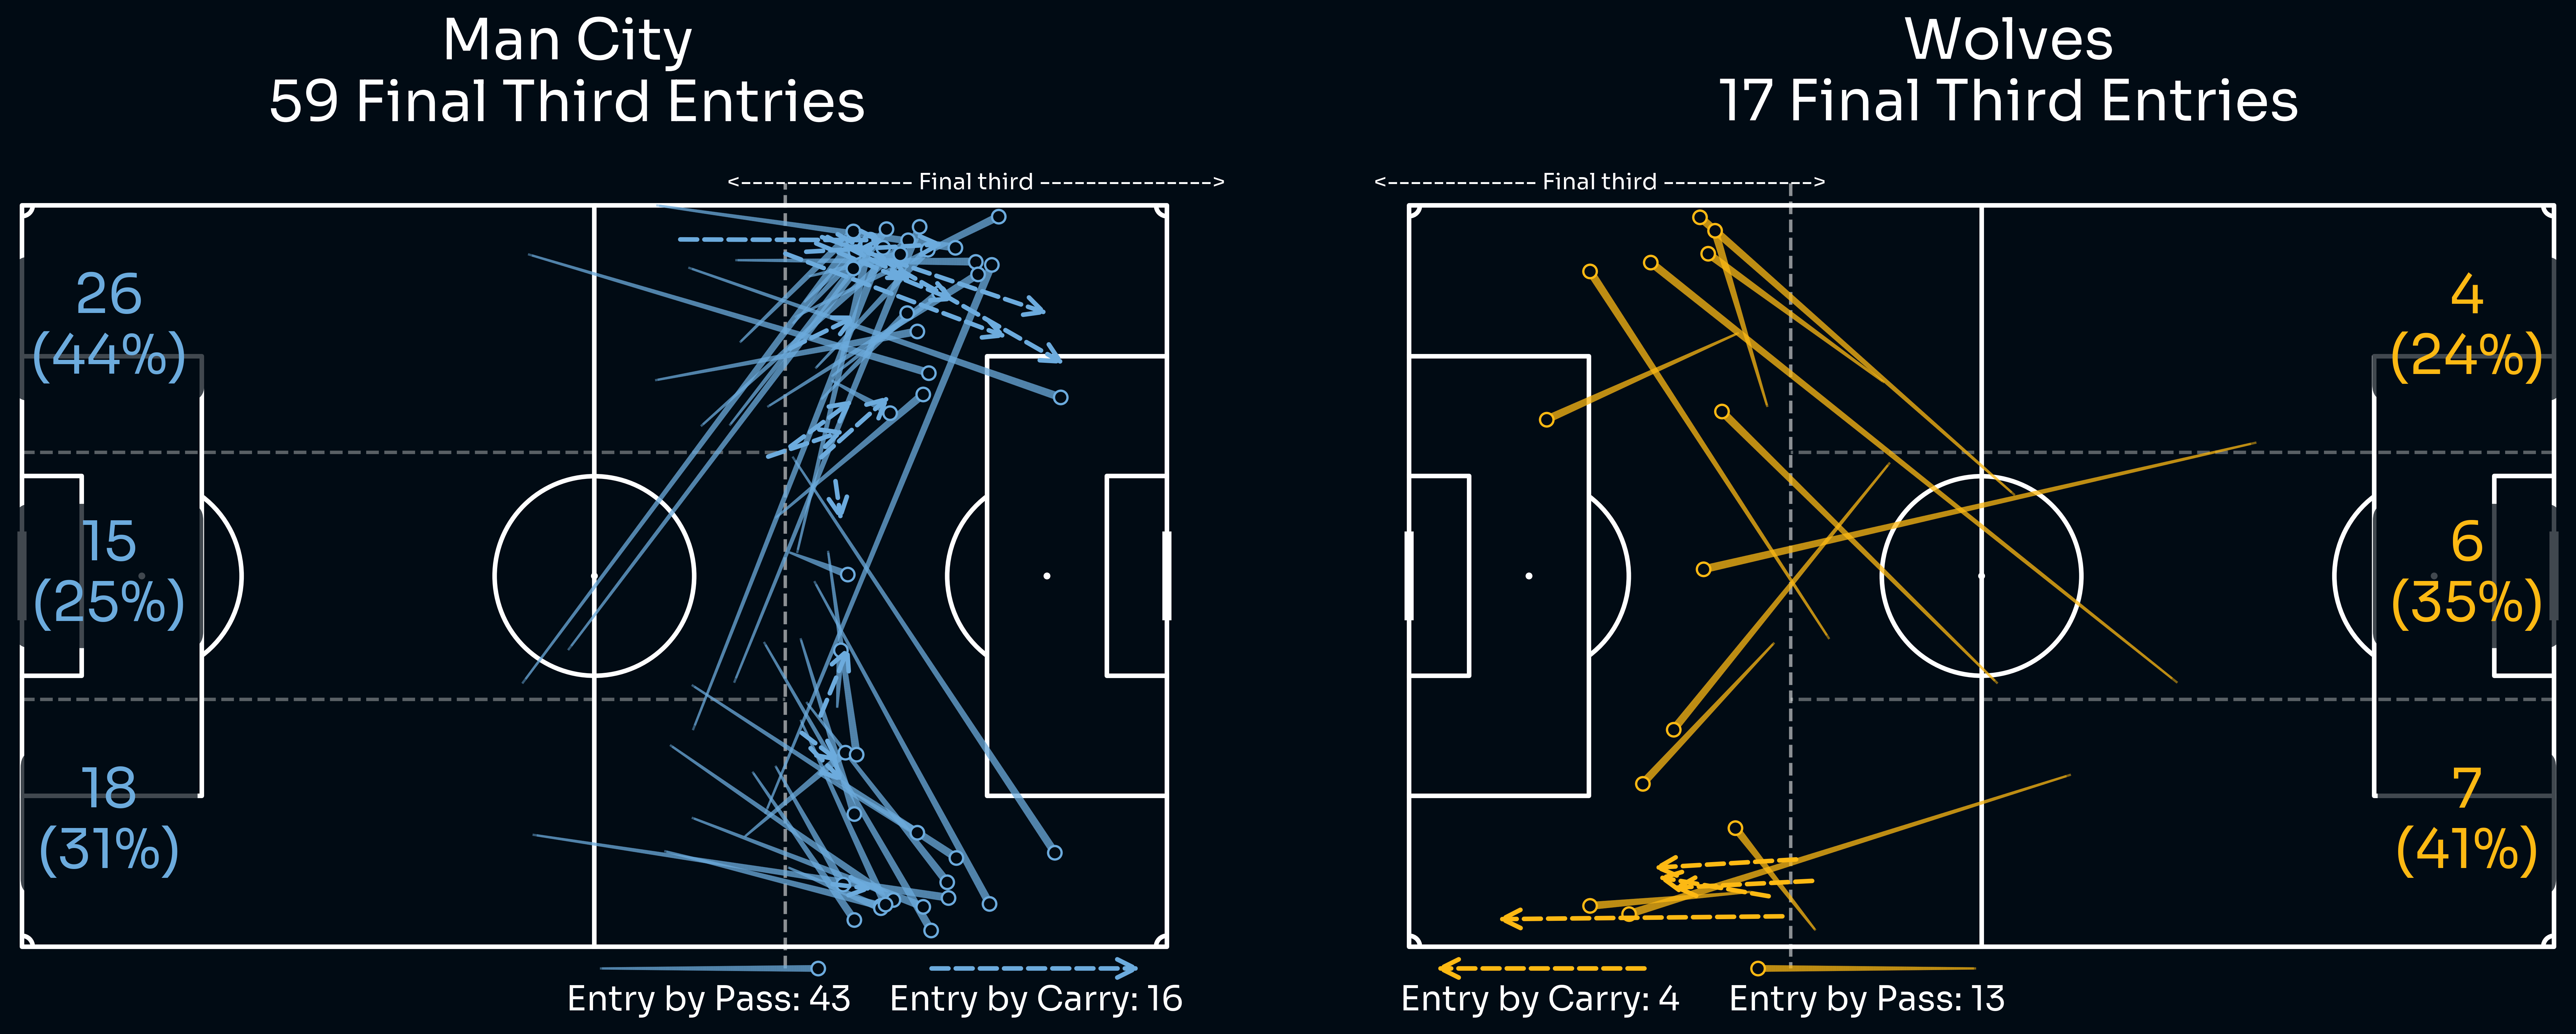 Man City
59 Final Third Entries
Final third
26
(44%)
15
(25%)
18
(31%)
Entry by Pass: 43
Entry by Carry: 16
Wolves
17 Final Third Entries
Final third
4
(24%)
6
(35%)
7
(41%)
Entry by Carry: 4
Entry by Pass: 13